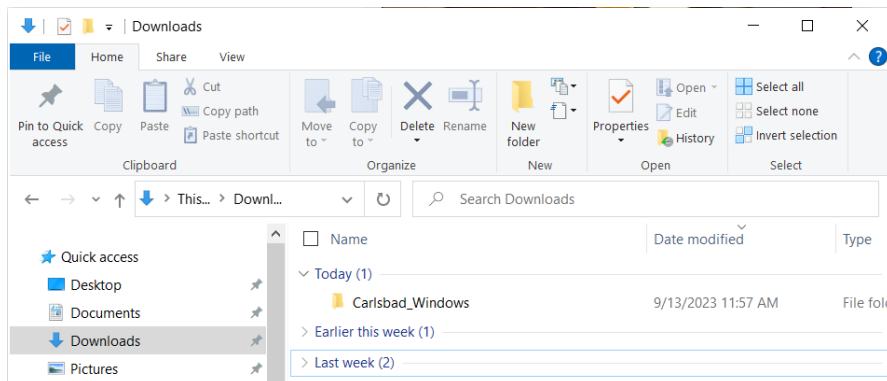 Downloads
File Home Share View
Pin to Quick access
Copy
Paste
Cut
Copy path
Paste shortcut
Clipboard
Move to
Copy to
Delete
Rename
Organize
New folder
New
Properties
Open
Edit
History
Open
Select all
Select none
Invert selection
Select
This... > Downl...
Search Downloads
Quick access
Desktop
Documents
Downloads
Pictures
Name Date modified Type
Today (1)
Carlsbad_Windows 9/13/2023 11:57 AM File fol
Earlier this week (1)
Last week (2)